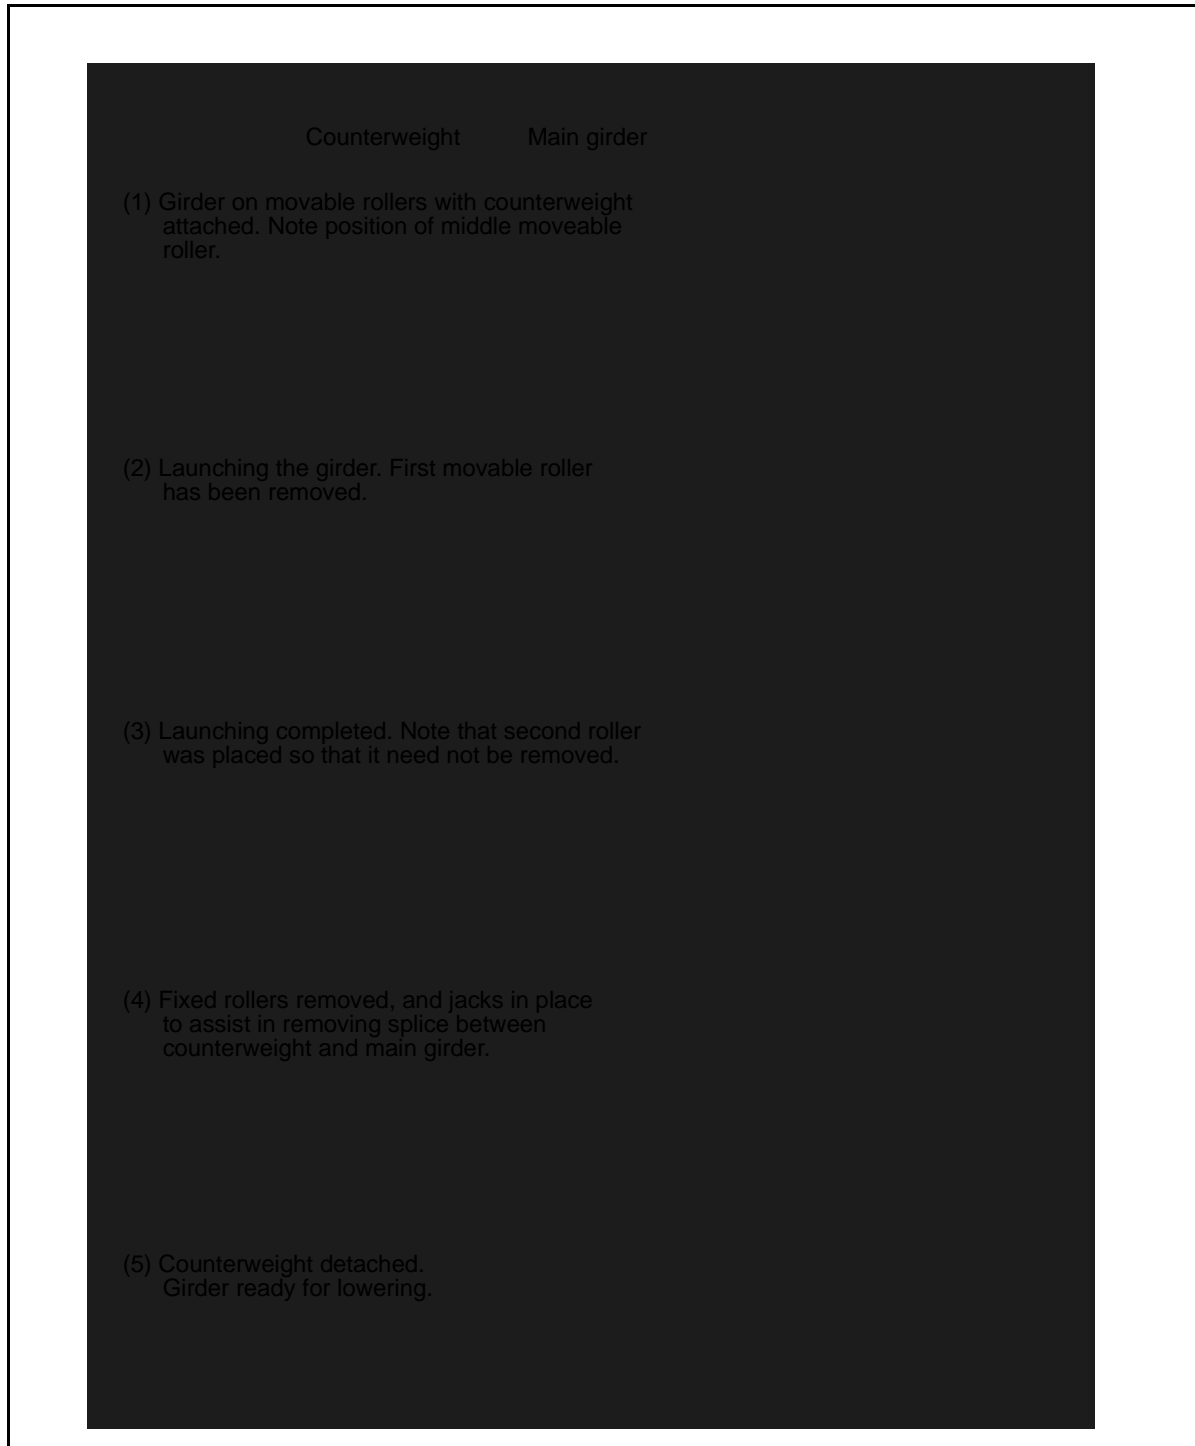 Counterweight Main girder
(1) Girder on movable rollers with counterweight
attached. Note position of middle moveable
roller.
(2) Launching the girder. First movable roller
has been removed.
(3) Launching completed. Note that second roller
was placed so that it need not be removed.
(4) Fixed rollers removed, and jacks in place
to assist in removing splice between
counterweight and main girder.
(5) Counterweight detached.
Girder ready for lowering.